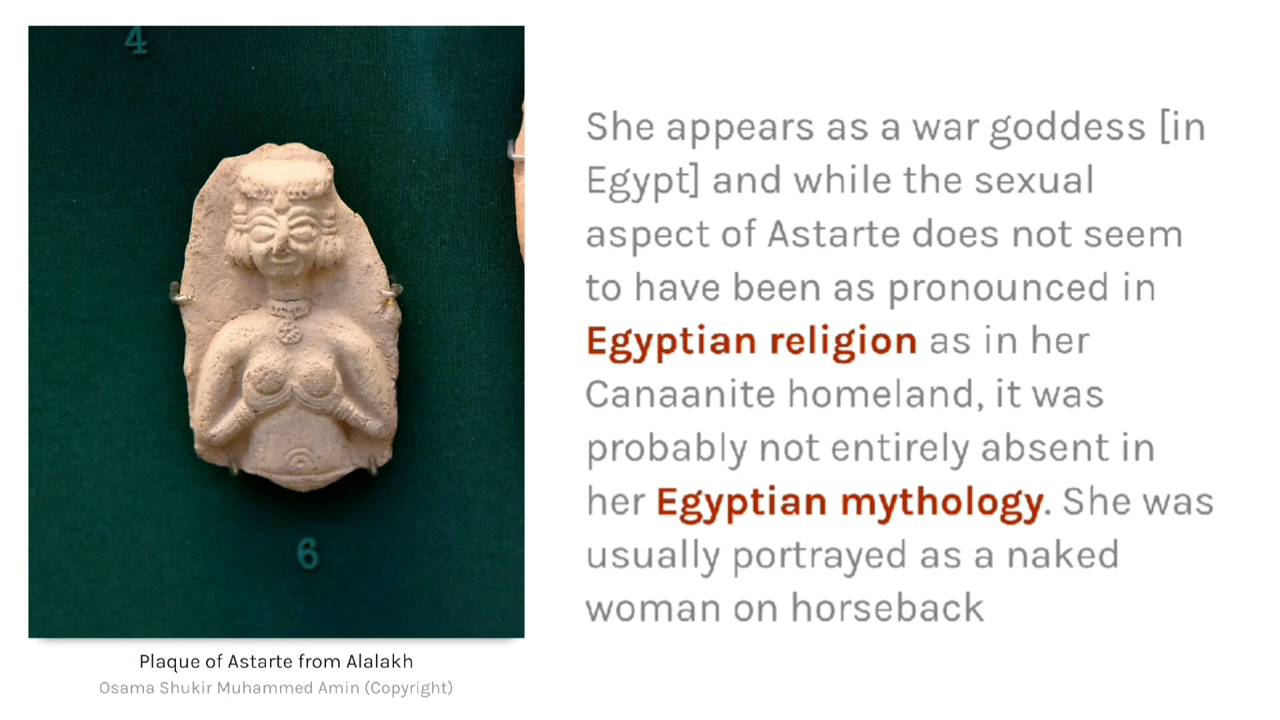 4
6
Plaque of Astarte from Alalakh
Osama Shukir Muhammed Amin (Copyright)
She appears as a war goddess [in
Egypt] and while the sexual
aspect of Astarte does not seem
to have been as pronounced in
Egyptian religion as in her
Canaanite homeland, it was
probably not entirely absent in
her Egyptian mythology. She was
usually portrayed as a naked
woman on horseback